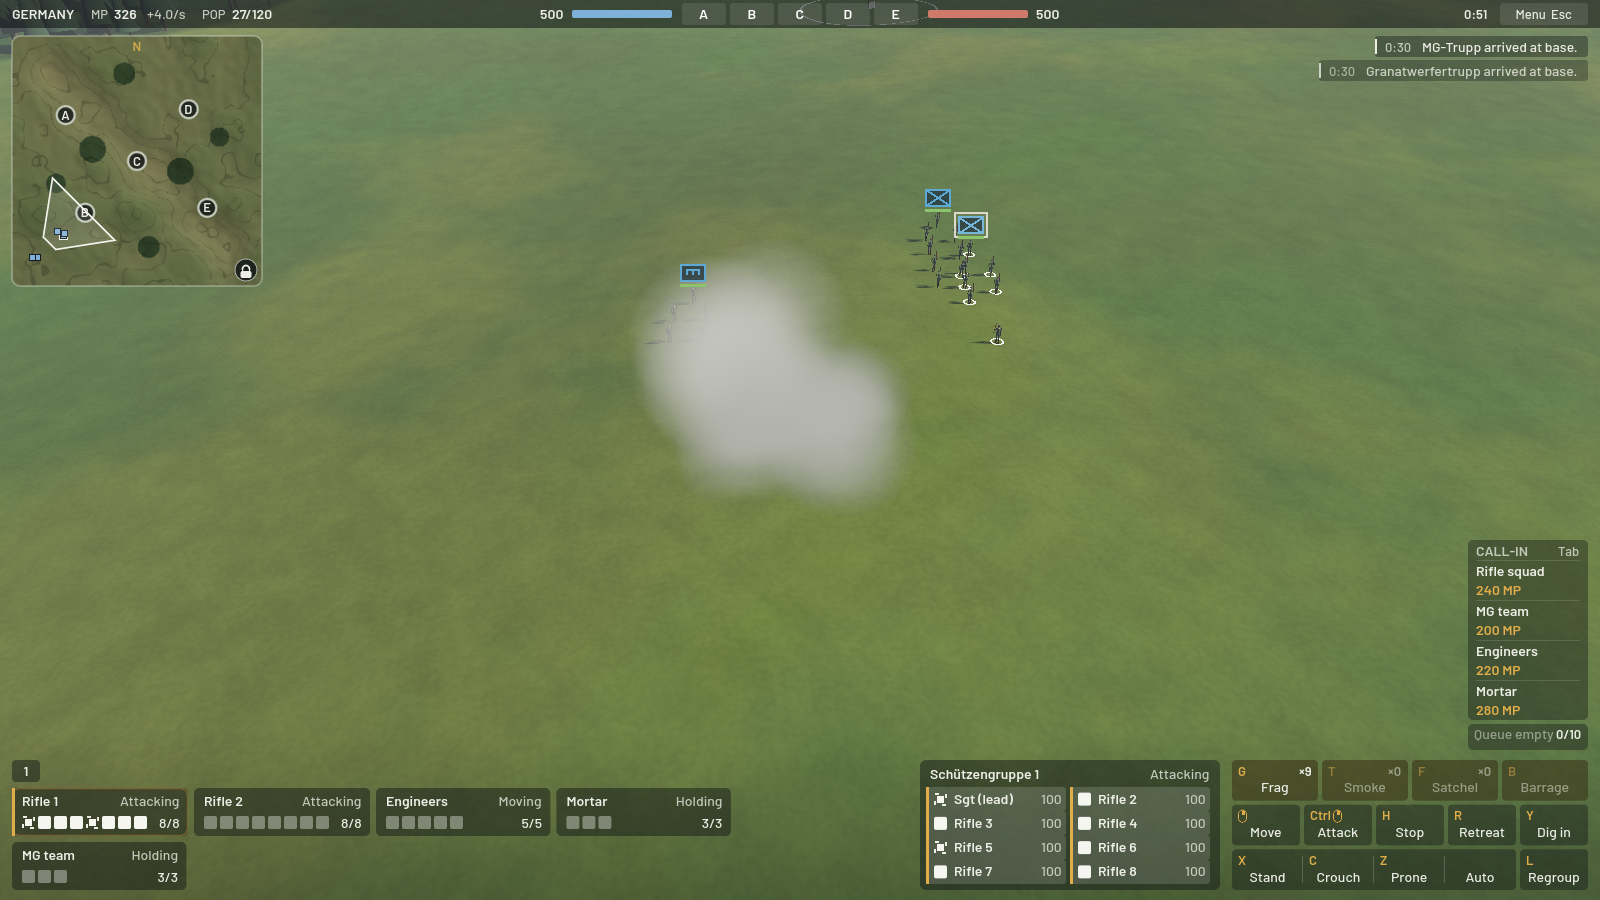 GERMANY MP 326 +4.0/s POP 27/120
500 A B C D E 500
0:51 Menu Esc
N
A
D
C
B
E
0:30 MG-Trupp arrived at base.
0:30 Granatwerfertrupp arrived at base.
E
CALL-IN Tab
Rifle squad
240 MP
MG team
200 MP
Engineers
220 MP
Mortar
280 MP
Queue empty 0/10
1
Rifle 1 Attacking
8/8
Rifle 2 Attacking
8/8
Engineers Moving
5/5
Mortar Holding
3/3
MG team Holding
3/3
Schützengruppe 1 Attacking
Sgt (lead) 100 Rifle 2 100
Rifle 3 100 Rifle 4 100
Rifle 5 100 Rifle 6 100
Rifle 7 100 Rifle 8 100
G ×9 T ×0 F ×0 B
Frag Smoke Satchel Barrage
Ctrl H R Y
Move Attack Stop Retreat Dig in
X C Z L
Stand Crouch Prone Auto Regroup